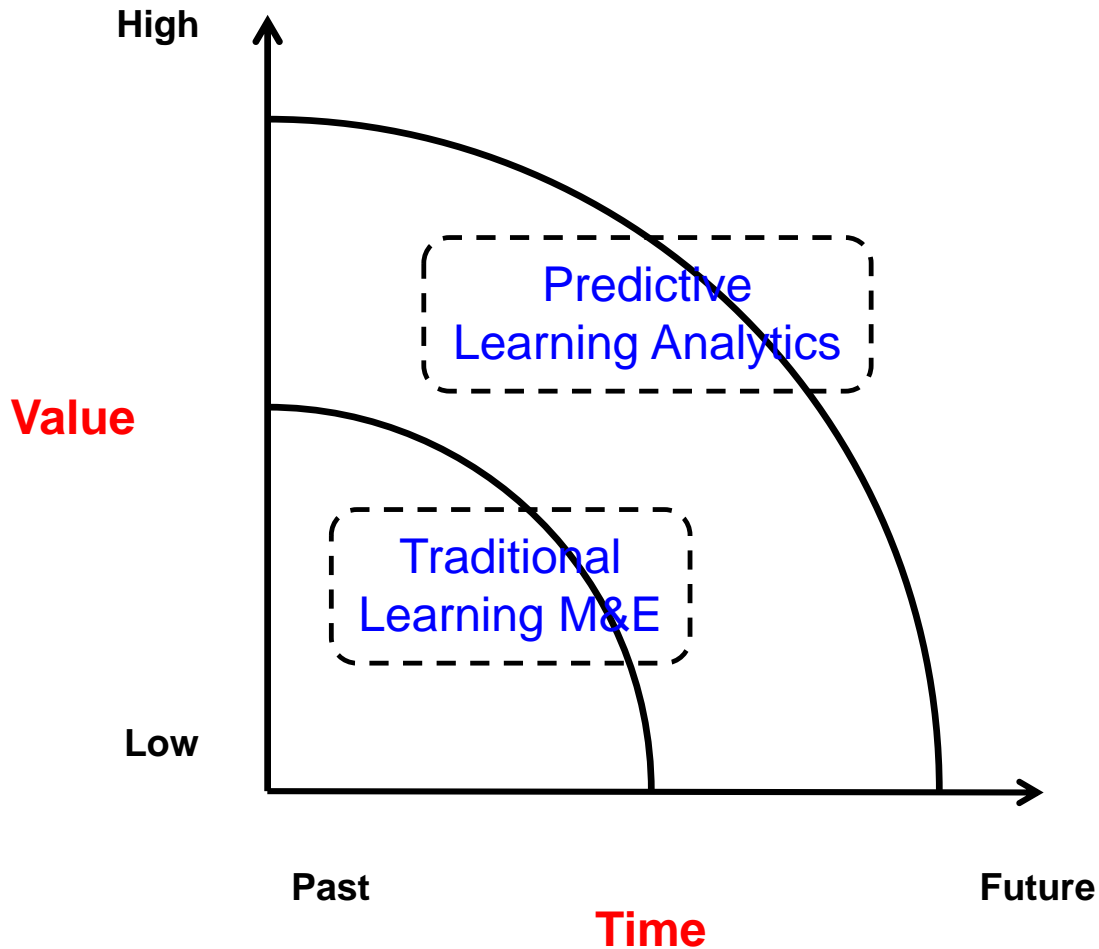 High
Predictive
Learning Analytics
Value
Traditional
Learning M&E
Low
Past
Future
Time